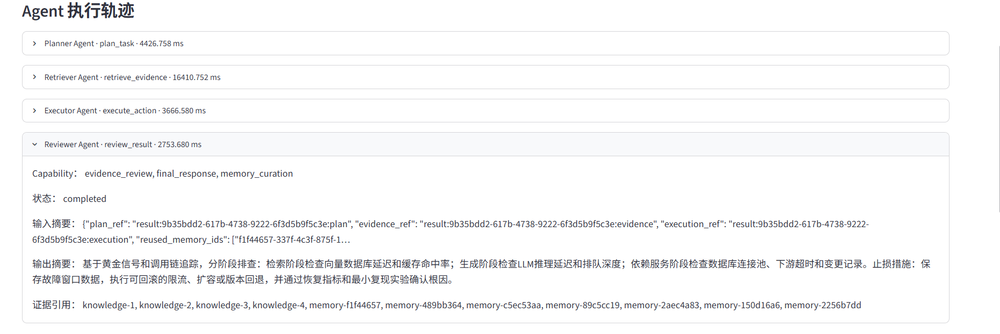 Agent 执行轨迹
Planner Agent · plan_task · 4426.758 ms
Retriever Agent · retrieve_evidence · 16410.752 ms
Executor Agent · execute_action · 3666.580 ms
Reviewer Agent · review_result · 2753.680 ms
Capability： evidence_review, final_response, memory_curation
状态： completed
输入摘要： {"plan_ref": "result:9b35bdd2-617b-4738-9222-6f3d5b9f5c3e:plan", "evidence_ref": "result:9b35bdd2-617b-4738-9222-6f3d5b9f5c3e:evidence", "execution_ref": "result:9b35bdd2-617b-4738-9222-
6f3d5b9f5c3e:execution", "reused_memory_ids": ["f1f44657-337f-4c3f-875f-1…
输出摘要： 基于黄金信号和调用链追踪，分阶段排查：检索阶段检查向量数据库延迟和缓存命中率；生成阶段检查LLM推理延迟和排队深度；依赖服务阶段检查数据库连接池、下游超时和变更记录。止损措施：保
存故障窗口数据，执行可回滚的限流、扩容或版本回退，并通过恢复指标和最小复现实验确认根因。
证据引用： knowledge-1, knowledge-2, knowledge-3, knowledge-4, memory-f1f44657, memory-489bb364, memory-c5ec53aa, memory-89c5cc19, memory-2aec4a83, memory-150d16a6, memory-2256b7dd